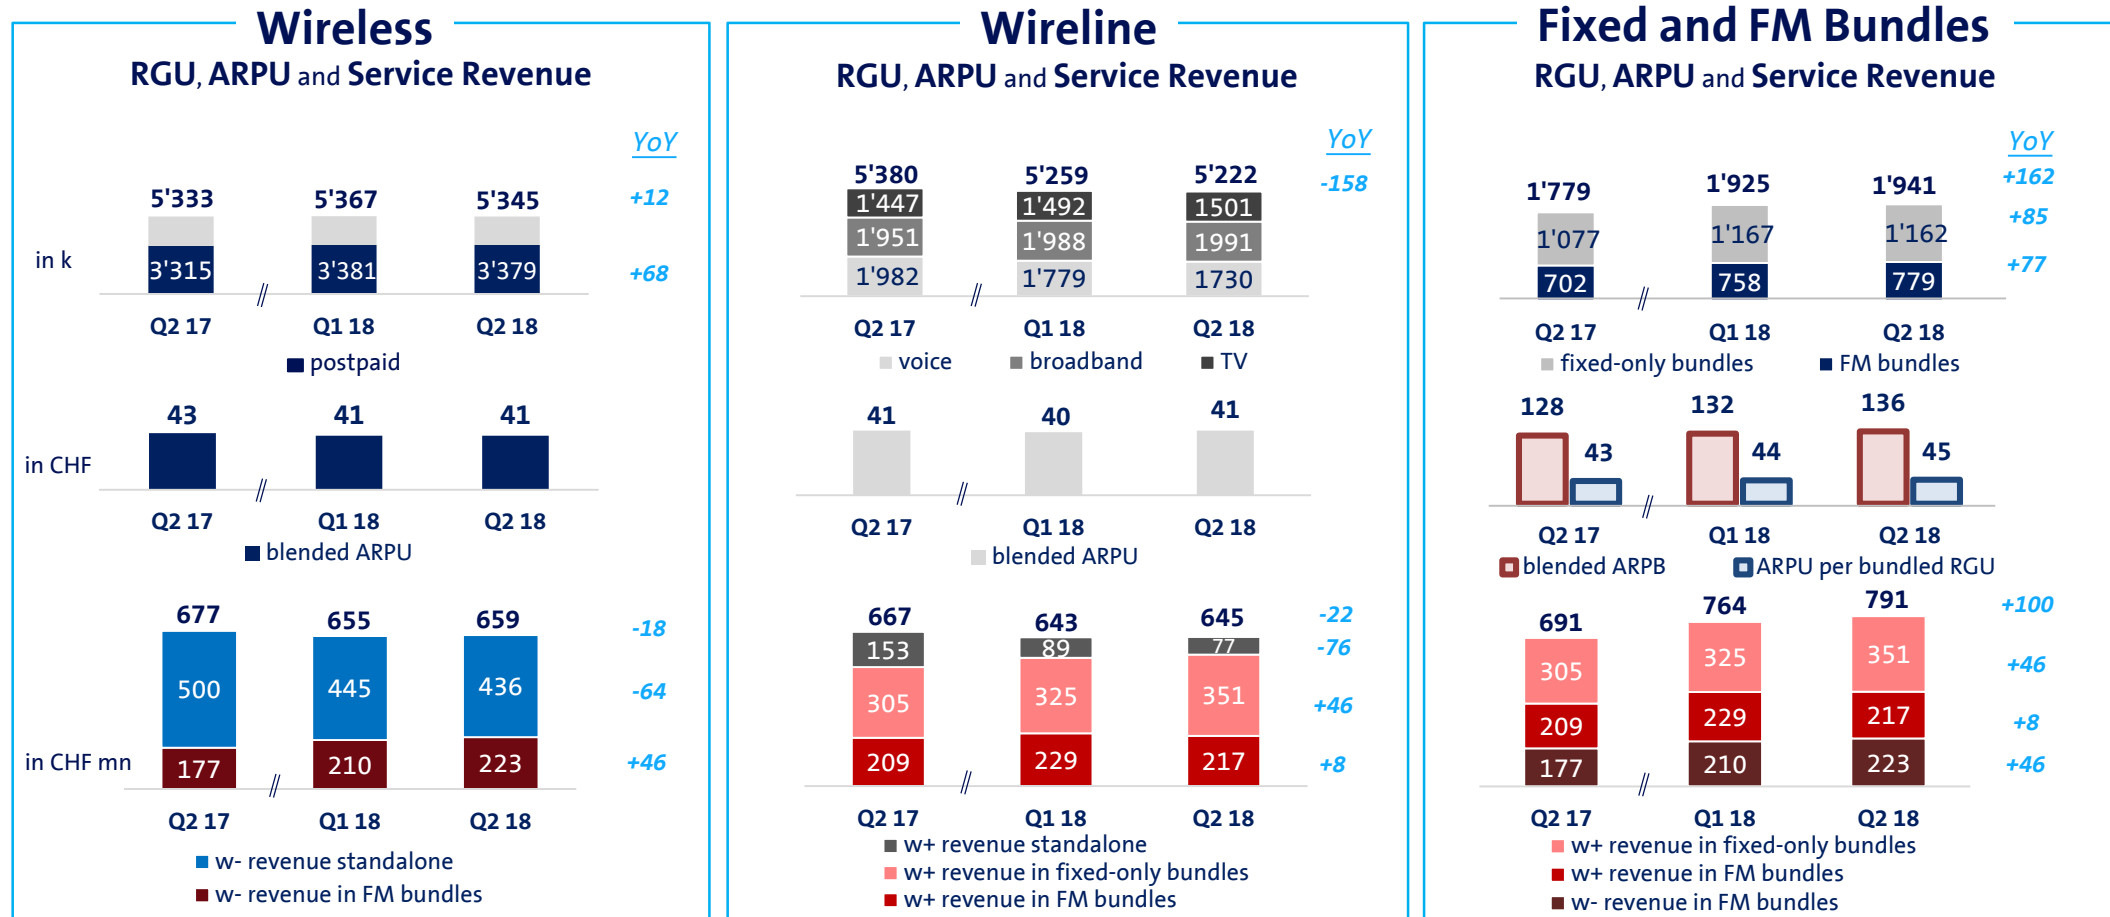 Wireless
RGU, ARPU and Service Revenue
YoY
5'333 5'367 5'345 +12
in k 3'315 3'381 3'379 +68
//
Q2 17 Q1 18 Q2 18
postpaid
43 41 41
in CHF
//
Q2 17 Q1 18 Q2 18
blended ARPU
677 655 659 -18
500 445 436 -64
in CHF mn 177 210 223 +46
//
Q2 17 Q1 18 Q2 18
w- revenue standalone
w- revenue in FM bundles
Wireline
RGU, ARPU and Service Revenue
YoY
5'380 5'259 5'222 -158
1'447 1'492 1501
1'951 1'988 1991
1'982 1'779 1730
//
Q2 17 Q1 18 Q2 18
voice broadband TV
41 40 41
//
Q2 17 Q1 18 Q2 18
blended ARPU
667 643 645 -22
153 89 77 -76
305 325 351 +46
209 229 217 +8
//
Q2 17 Q1 18 Q2 18
w+ revenue standalone
w+ revenue in fixed-only bundles
w+ revenue in FM bundles
Fixed and FM Bundles
RGU, ARPU and Service Revenue
YoY
1'779 1'925 1'941 +162
1'077 1'167 1'162 +85
702 758 779 +77
//
Q2 17 Q1 18 Q2 18
fixed-only bundles FM bundles
128 132 136
43 44 45
//
Q2 17 Q1 18 Q2 18
blended ARPB ARPU per bundled RGU
691 764 791 +100
305 325 351 +46
209 229 217 +8
177 210 223 +46
//
Q2 17 Q1 18 Q2 18
w+ revenue in fixed-only bundles
w+ revenue in FM bundles
w- revenue in FM bundles